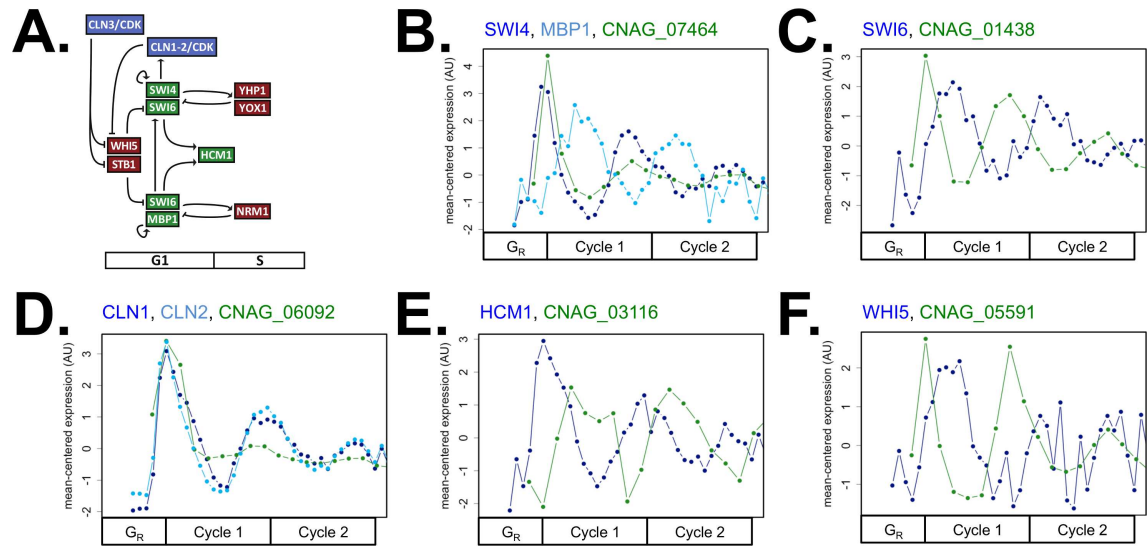 A.
CLN3/CDK
CLN1-2/CDK
SWI4
SWI6
YHP1
YOX1
WHI5
STB1
HCM1
SWI6
MBP1
NRM1
G1 S
B.
SWI4, MBP1, CNAG_07464
mean-centered expression (AU)
4
3
2
1
0
-1
-2
GR Cycle 1 Cycle 2
C.
SWI6, CNAG_01438
mean-centered expression (AU)
3
2
1
0
-1
-2
GR Cycle 1 Cycle 2
D.
CLN1, CLN2, CNAG_06092
mean-centered expression (AU)
3
2
1
0
-1
-2
GR Cycle 1 Cycle 2
E.
HCM1, CNAG_03116
mean-centered expression (AU)
3
2
1
0
-1
-2
GR Cycle 1 Cycle 2
F.
WHI5, CNAG_05591
mean-centered expression (AU)
2
1
0
-1
GR Cycle 1 Cycle 2